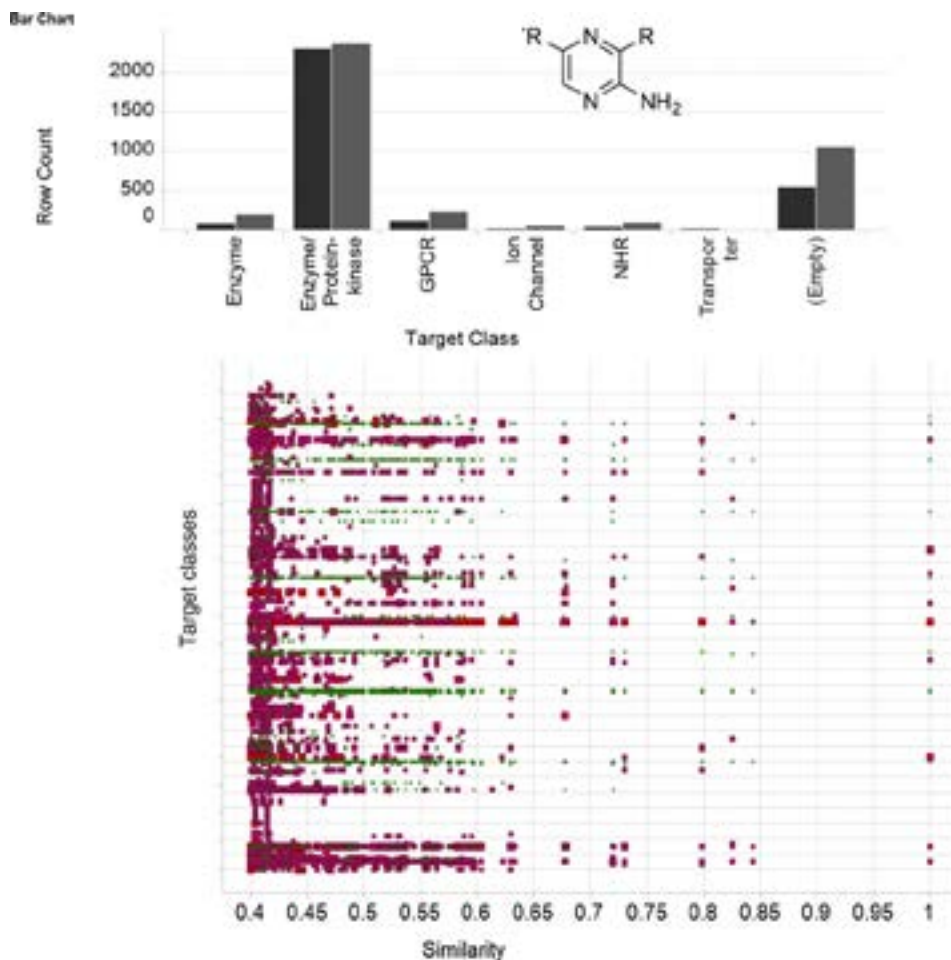 Bar Chart
R N R
N NH2
2000
1500
1000
500
0
Row Count
Enzyme
Enzyme/
Protein-
kinase
GPCR
Ion
Channel
NHR
Transpor
ter
(Empty)
Target Class
Target classes
0.4 0.45 0.5 0.55 0.6 0.65 0.7 0.75 0.8 0.85 0.9 0.95 1
Similarity